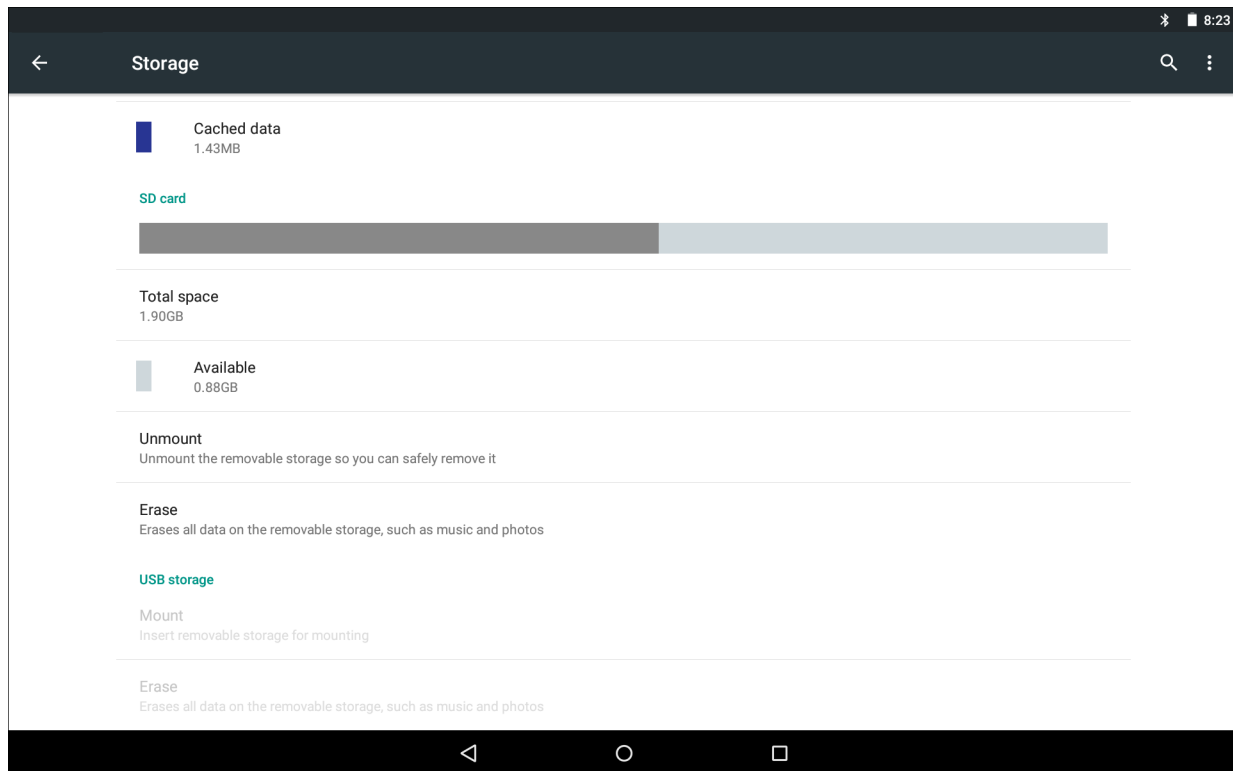 8:23
Storage
Cached data
1.43MB
SD card
Total space
1.90GB
Available
0.88GB
Unmount
Unmount the removable storage so you can safely remove it
Erase
Erases all data on the removable storage, such as music and photos
USB storage
Mount
Insert removable storage for mounting
Erase
Erases all data on the removable storage, such as music and photos